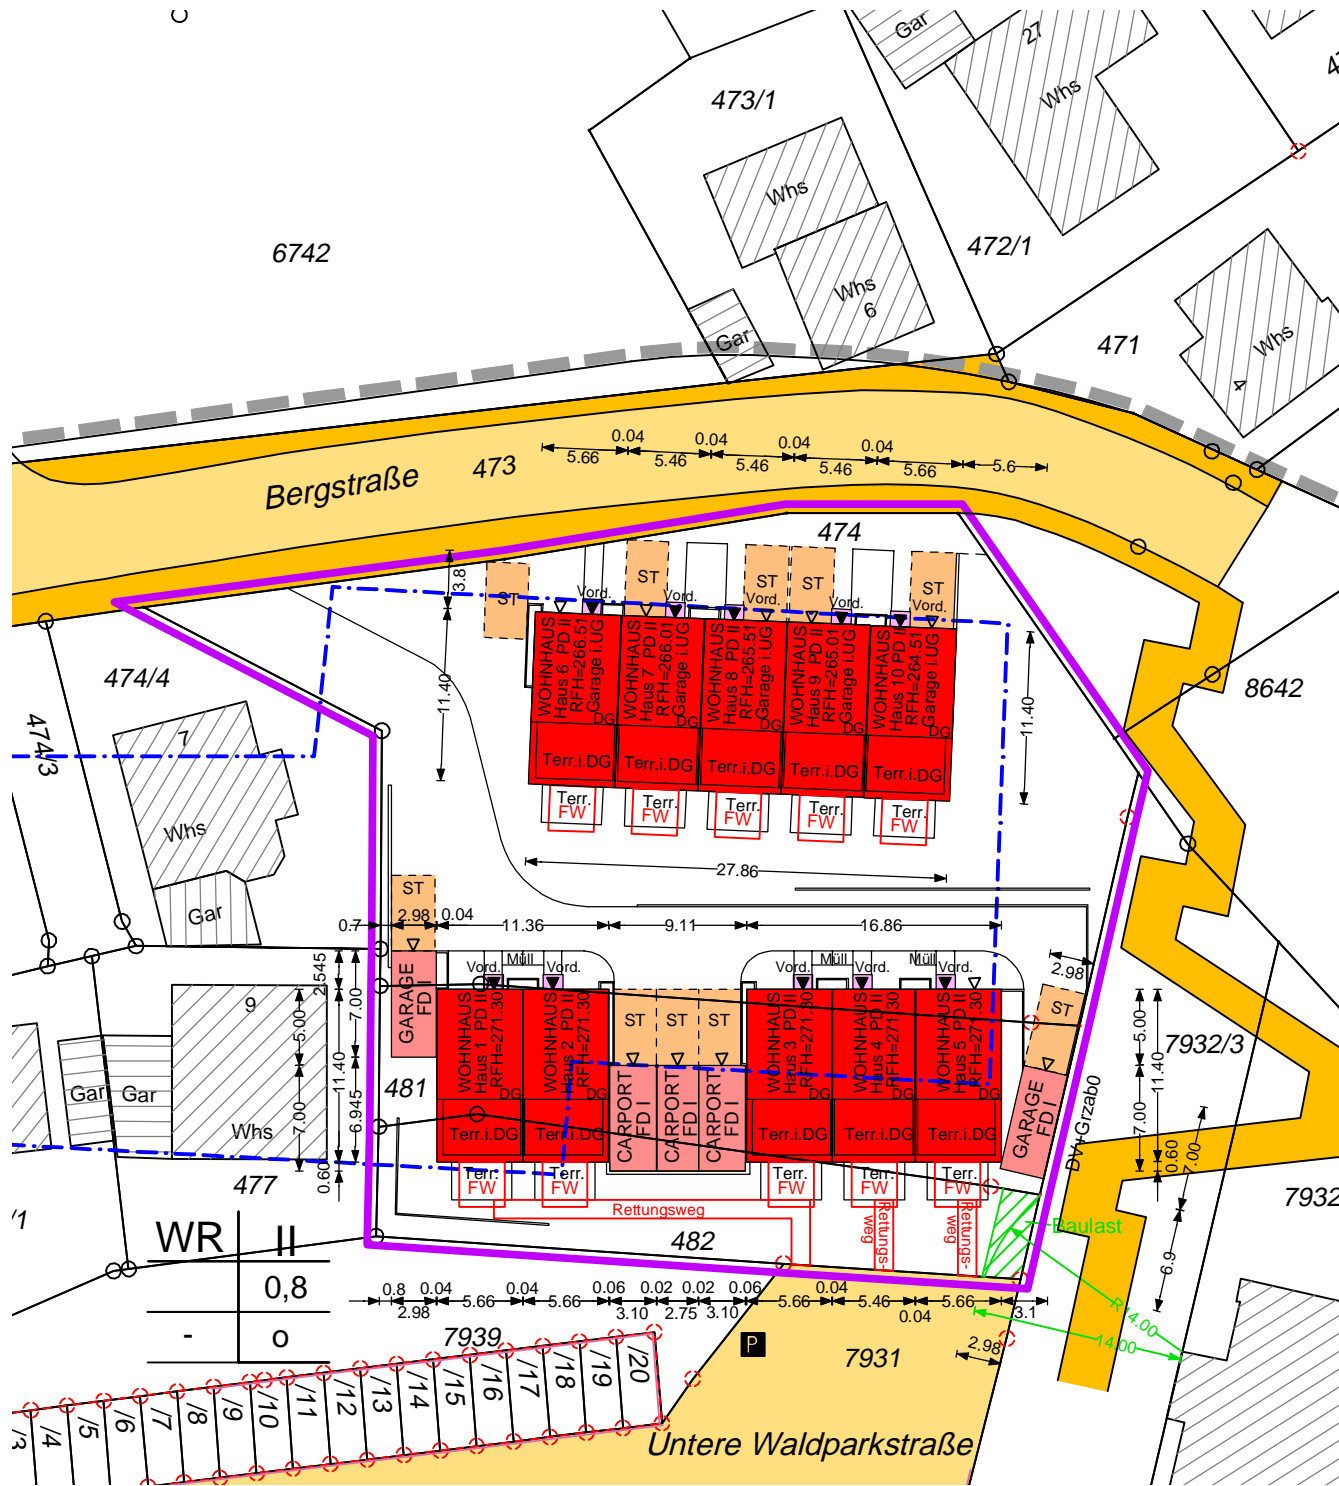 Gar
27
Whs
473/1
Whs
472/1
6742
Whs
6
471
Whs
4
Gar
Bergstraße
473
0.04
0.04
0.04
0.04
5.66
5.46
5.46
5.46
5.66
5.6
474
3.8
ST
ST
ST
ST
ST
Vord.
Vord.
Vord.
Vord.
Vord.
WOHNHAUS
Haus 6 PD II
RFH=266.51
Garage i.UG
DG
WOHNHAUS
Haus 7 PD II
RFH=266.01
Garage i.UG
WOHNHAUS
Haus 8 PD II
RFH=265.51
Garage i.UG
DG
WOHNHAUS
Haus 9 PD II
RFH=265.01
Garage i.UG
DG
WOHNHAUS
Haus 10 PD II
RFH=264.51
Garage i.UG
DG
11.40
11.40
Terr.i.DG
Terr.i.DG
Terr.i.DG
Terr.i.DG
Terr.i.DG
Terr.
FW
Terr.
FW
Terr.
FW
Terr.
FW
Terr.
FW
474/4
474/3
7
Whs
Gar
8642
27.86
ST
0.7
2.98
0.04
11.36
9.11
16.86
2.98
Vord.
Müll
Vord.
Vord.
Müll
Vord.
Müll
Vord.
2.545
7.00
5.00
11.40
7.00
6.945
0.60
GARAGE
FD I
WOHNHAUS
Haus 1 PD II
RFH=271.30
DG
WOHNHAUS
Haus 2 PD II
RFH=271.30
DG
ST
ST
ST
CARPORT
FD I
CARPORT
FD I
CARPORT
FD I
WOHNHAUS
Haus 3 PD II
RFH=271.30
DG
WOHNHAUS
Haus 4 PD II
RFH=271.30
DG
WOHNHAUS
Haus 5 PD II
RFH=271.30
DG
ST
GARAGE
FD I
DV+Grzab0
5.00
11.40
7.00
0.60
7.00
6.9
7932/3
9
Gar
Gar
Whs
481
477
Terr.i.DG
Terr.i.DG
Terr.i.DG
Terr.i.DG
Terr.i.DG
Terr.
FW
Terr.
FW
Terr.
FW
Terr.
FW
Terr.
FW
Rettungsweg
Rettungs-
weg
Rettungs-
weg
Baulast
R14.00
14.00
7932
/1
WR
II
0,8
-
o
482
0.8
0.04
0.04
0.06
0.02
0.02
0.06
0.04
0.04
2.98
5.66
5.66
3.10
2.75
3.10
5.66
5.46
5.66
3.1
2.98
7939
P
7931
/3
/4
/5
/6
/7
/8
/9
/10
/11
/12
/13
/14
/15
/16
/17
/18
/19
/20
Untere Waldparkstraße